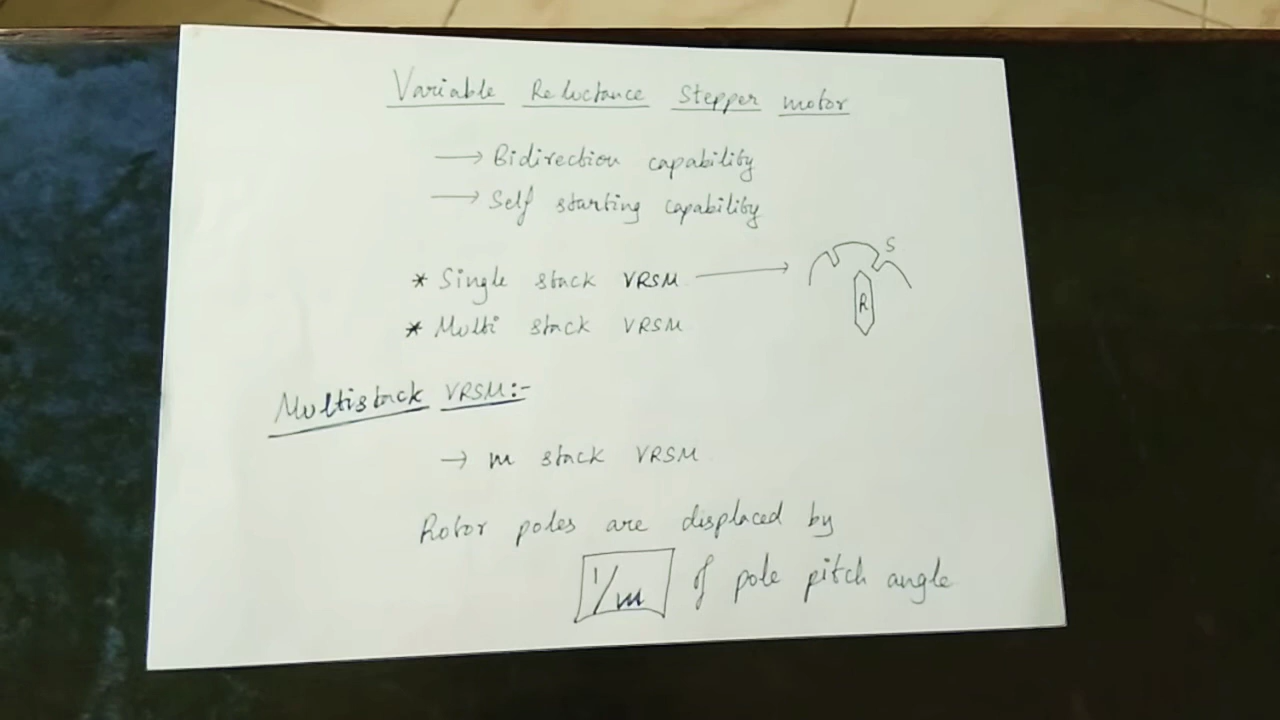 Variable Reluctance Stepper motor
→ Bidirection capability
→ Self starting capability
* Single stack VRSM → S
R
* Multi stack VRSM
Multistack VRSM:-
→ m stack VRSM
Rotor poles are displaced by
1/m of pole pitch angle